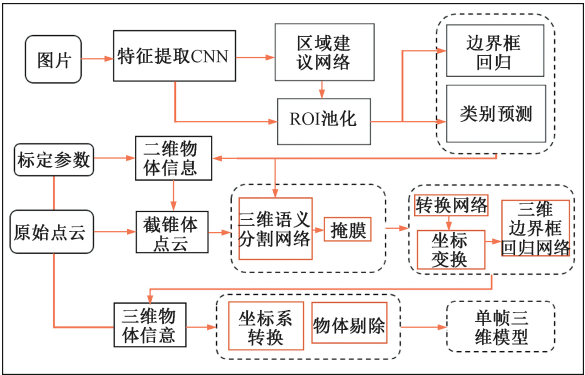 图片
特征提取CNN
区域建
议网络
ROI池化
边界框
回归
类别预测
标定参数
二维物
体信息
原始点云
截锥体
点云
三维语义
分割网络
掩膜
转换网络
坐标
变换
三维
边界框
回归网络
三维物
体信意
坐标系
转换
物体剔除
单帧三
维模型